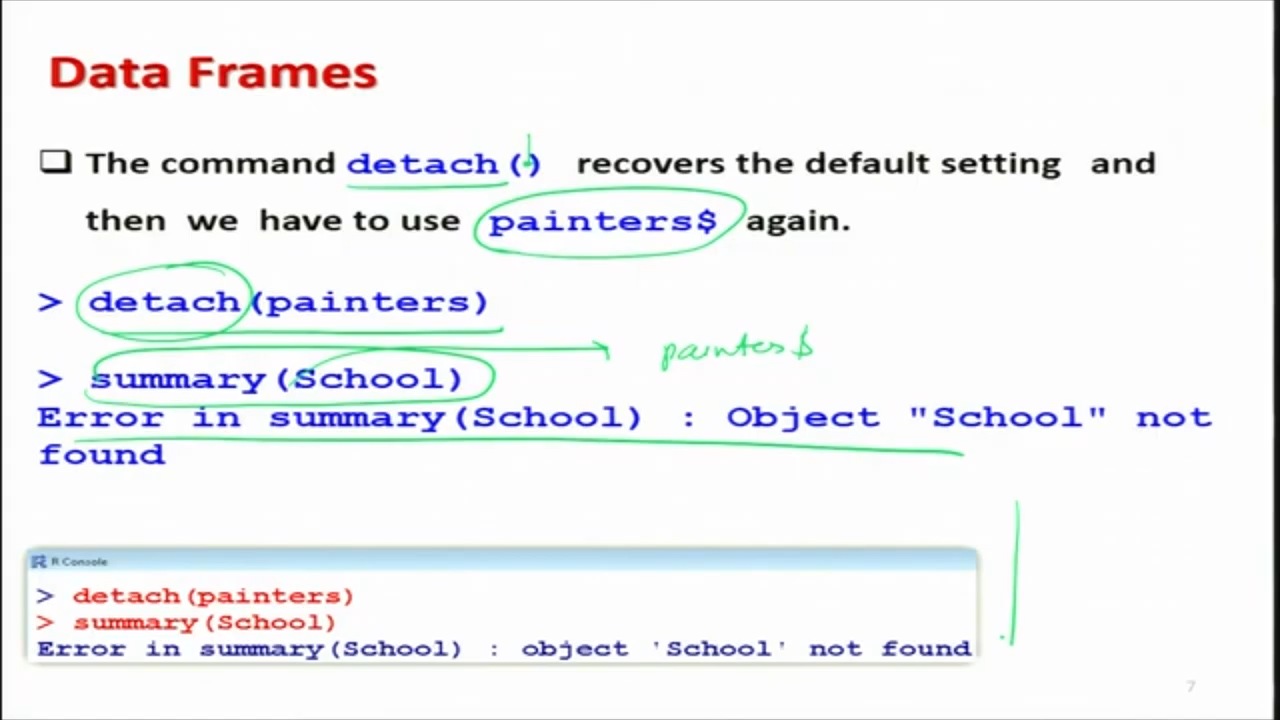 Data Frames
❑ The command detach() recovers the default setting and
then we have to use painters$ again.
> detach(painters)
painters$
> summary(School)
Error in summary(School) : Object "School" not
found
R Console
> detach(painters)
> summary(School)
Error in summary(School) : object 'School' not found
7